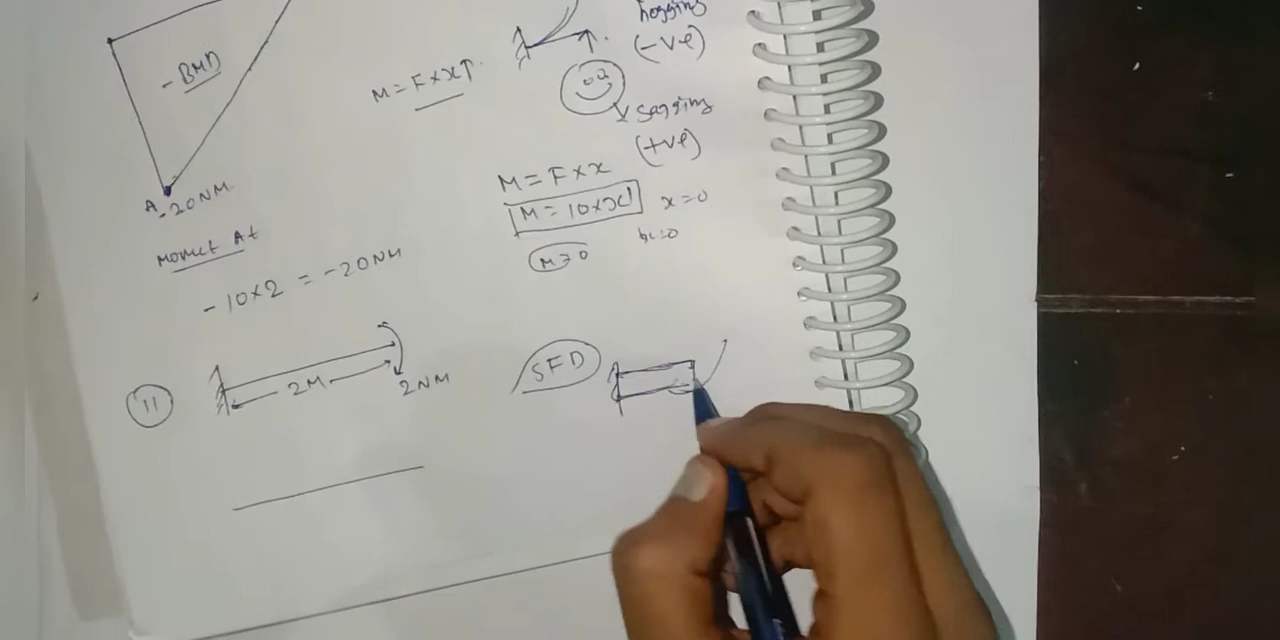 - BMD
A
-20NM
Moment At
-10×2 = -20NM
M = F×x↑
hogging
(-ve)
sagging
(+ve)
M = F×x
M = 10×x x=0
M=0
11
2M
2NM
SFD